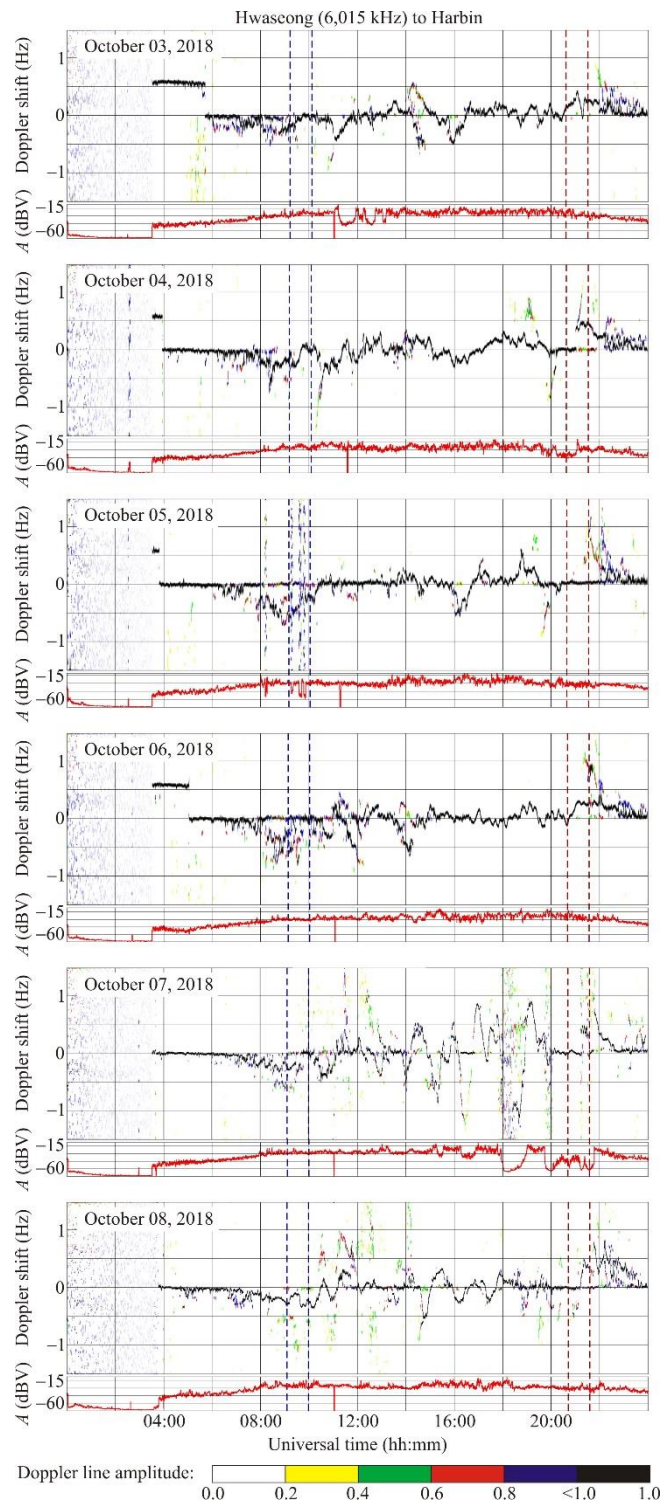 Hwaseong (6,015 kHz) to Harbin
October 03, 2018
Doppler shift (Hz)
1
0
−1
A (dBV)
−15
−60
October 04, 2018
Doppler shift (Hz)
1
0
−1
A (dBV)
−15
−60
October 05, 2018
Doppler shift (Hz)
1
0
−1
A (dBV)
−15
−60
October 06, 2018
Doppler shift (Hz)
1
0
−1
A (dBV)
−15
−60
October 07, 2018
Doppler shift (Hz)
1
0
−1
A (dBV)
−15
−60
October 08, 2018
Doppler shift (Hz)
1
0
−1
A (dBV)
−15
−60
04:00 08:00 12:00 16:00 20:00
Universal time (hh:mm)
Doppler line amplitude:
0.0 0.2 0.4 0.6 0.8 <1.0 1.0